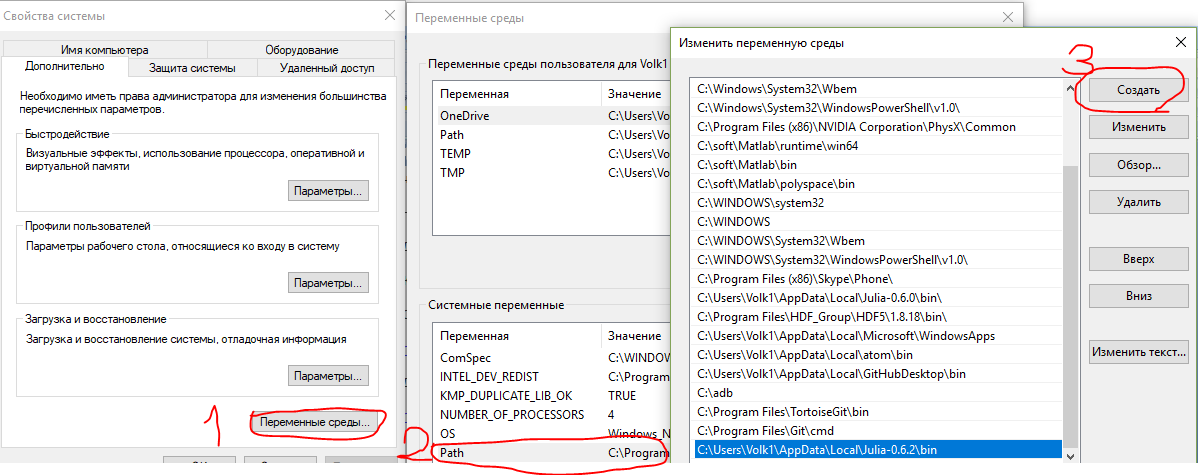 Свойства системы
Имя компьютера
Оборудование
Дополнительно
Защита системы
Удаленный доступ
Необходимо иметь права администратора для изменения большинства
перечисленных параметров.
Быстродействие
Визуальные эффекты, использование процессора, оперативной и
виртуальной памяти
Параметры...
Профили пользователей
Параметры рабочего стола, относящиеся ко входу в систему
Параметры...
Загрузка и восстановление
Загрузка и восстановление системы, отладочная информация
Параметры...
1
Переменные среды...
Переменные среды
Переменные среды пользователя для Volk1
Переменная Значение
OneDrive C:\Users\Vo
Path C:\Users\Vo
TEMP C:\Users\Vo
TMP C:\Users\Vo
Системные переменные
Переменная Значение
ComSpec C:\WINDOW
INTEL_DEV_REDIST C:\Program
KMP_DUPLICATE_LIB_OK TRUE
NUMBER_OF_PROCESSORS 4
OS Windows_N
2
Path C:\Program
Изменить переменную среды
C:\Windows\System32\Wbem
C:\Windows\System32\WindowsPowerShell\v1.0\
C:\Program Files (x86)\NVIDIA Corporation\PhysX\Common
C:\soft\Matlab\runtime\win64
C:\soft\Matlab\bin
C:\soft\Matlab\polyspace\bin
C:\WINDOWS\system32
C:\WINDOWS
C:\WINDOWS\System32\Wbem
C:\WINDOWS\System32\WindowsPowerShell\v1.0\
C:\Program Files (x86)\Skype\Phone\
C:\Users\Volk1\AppData\Local\Julia-0.6.0\bin\
C:\Program Files\HDF_Group\HDF5\1.8.18\bin\
C:\Users\Volk1\AppData\Local\Microsoft\WindowsApps
C:\Users\Volk1\AppData\Local\atom\bin
C:\Users\Volk1\AppData\Local\GitHubDesktop\bin
C:\adb
C:\Program Files\TortoiseGit\bin
C:\Program Files\Git\cmd
C:\Users\Volk1\AppData\Local\Julia-0.6.2\bin
3
Создать
Изменить
Обзор...
Удалить
Вверх
Вниз
Изменить текст...